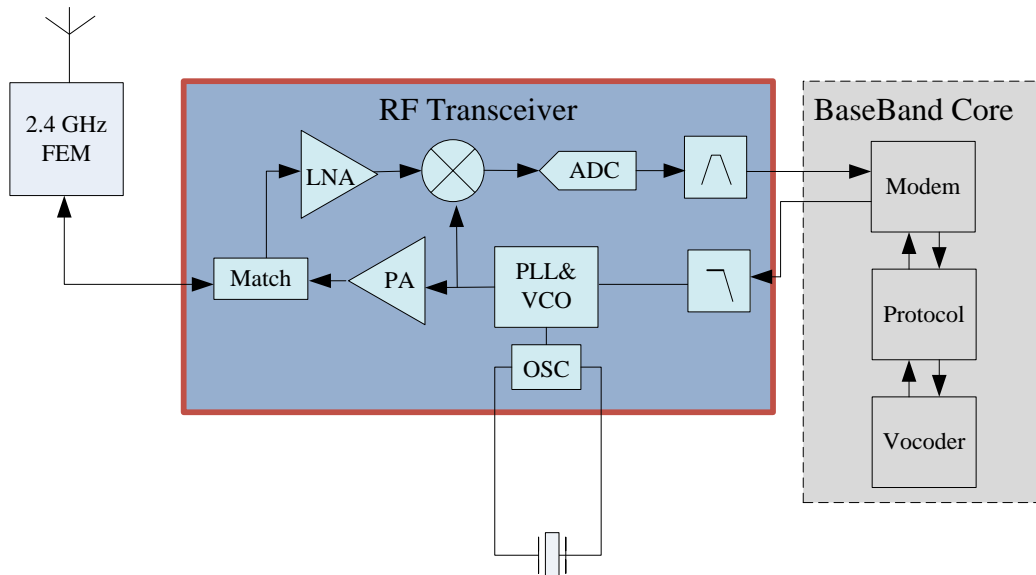 2.4 GHz
FEM
RF Transceiver
LNA
ADC
Match
PA
PLL&
VCO
OSC
BaseBand Core
Modem
Protocol
Vocoder